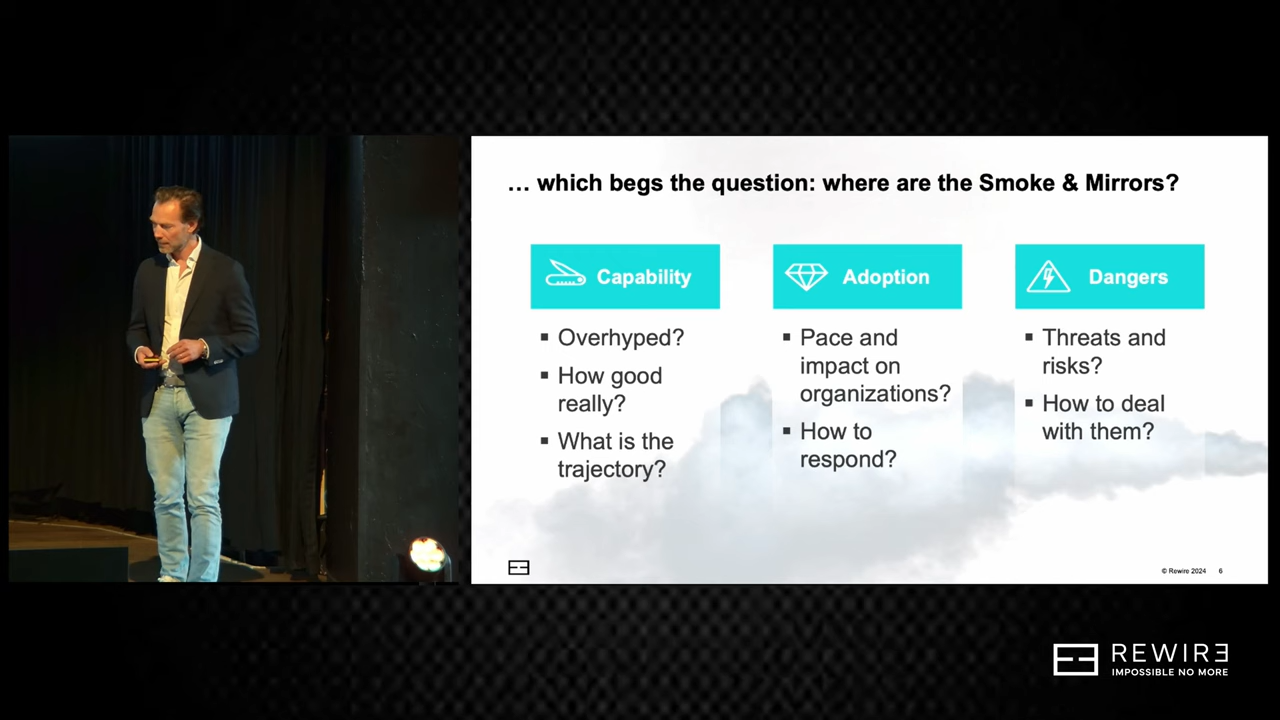 … which begs the question: where are the Smoke & Mirrors?
Capability
▪ Overhyped?
▪ How good
really?
▪ What is the
trajectory?
Adoption
▪ Pace and
impact on
organizations?
▪ How to
respond?
Dangers
▪ Threats and
risks?
▪ How to deal
with them?
© Rewire 2024 6
REWIRE
IMPOSSIBLE NO MORE